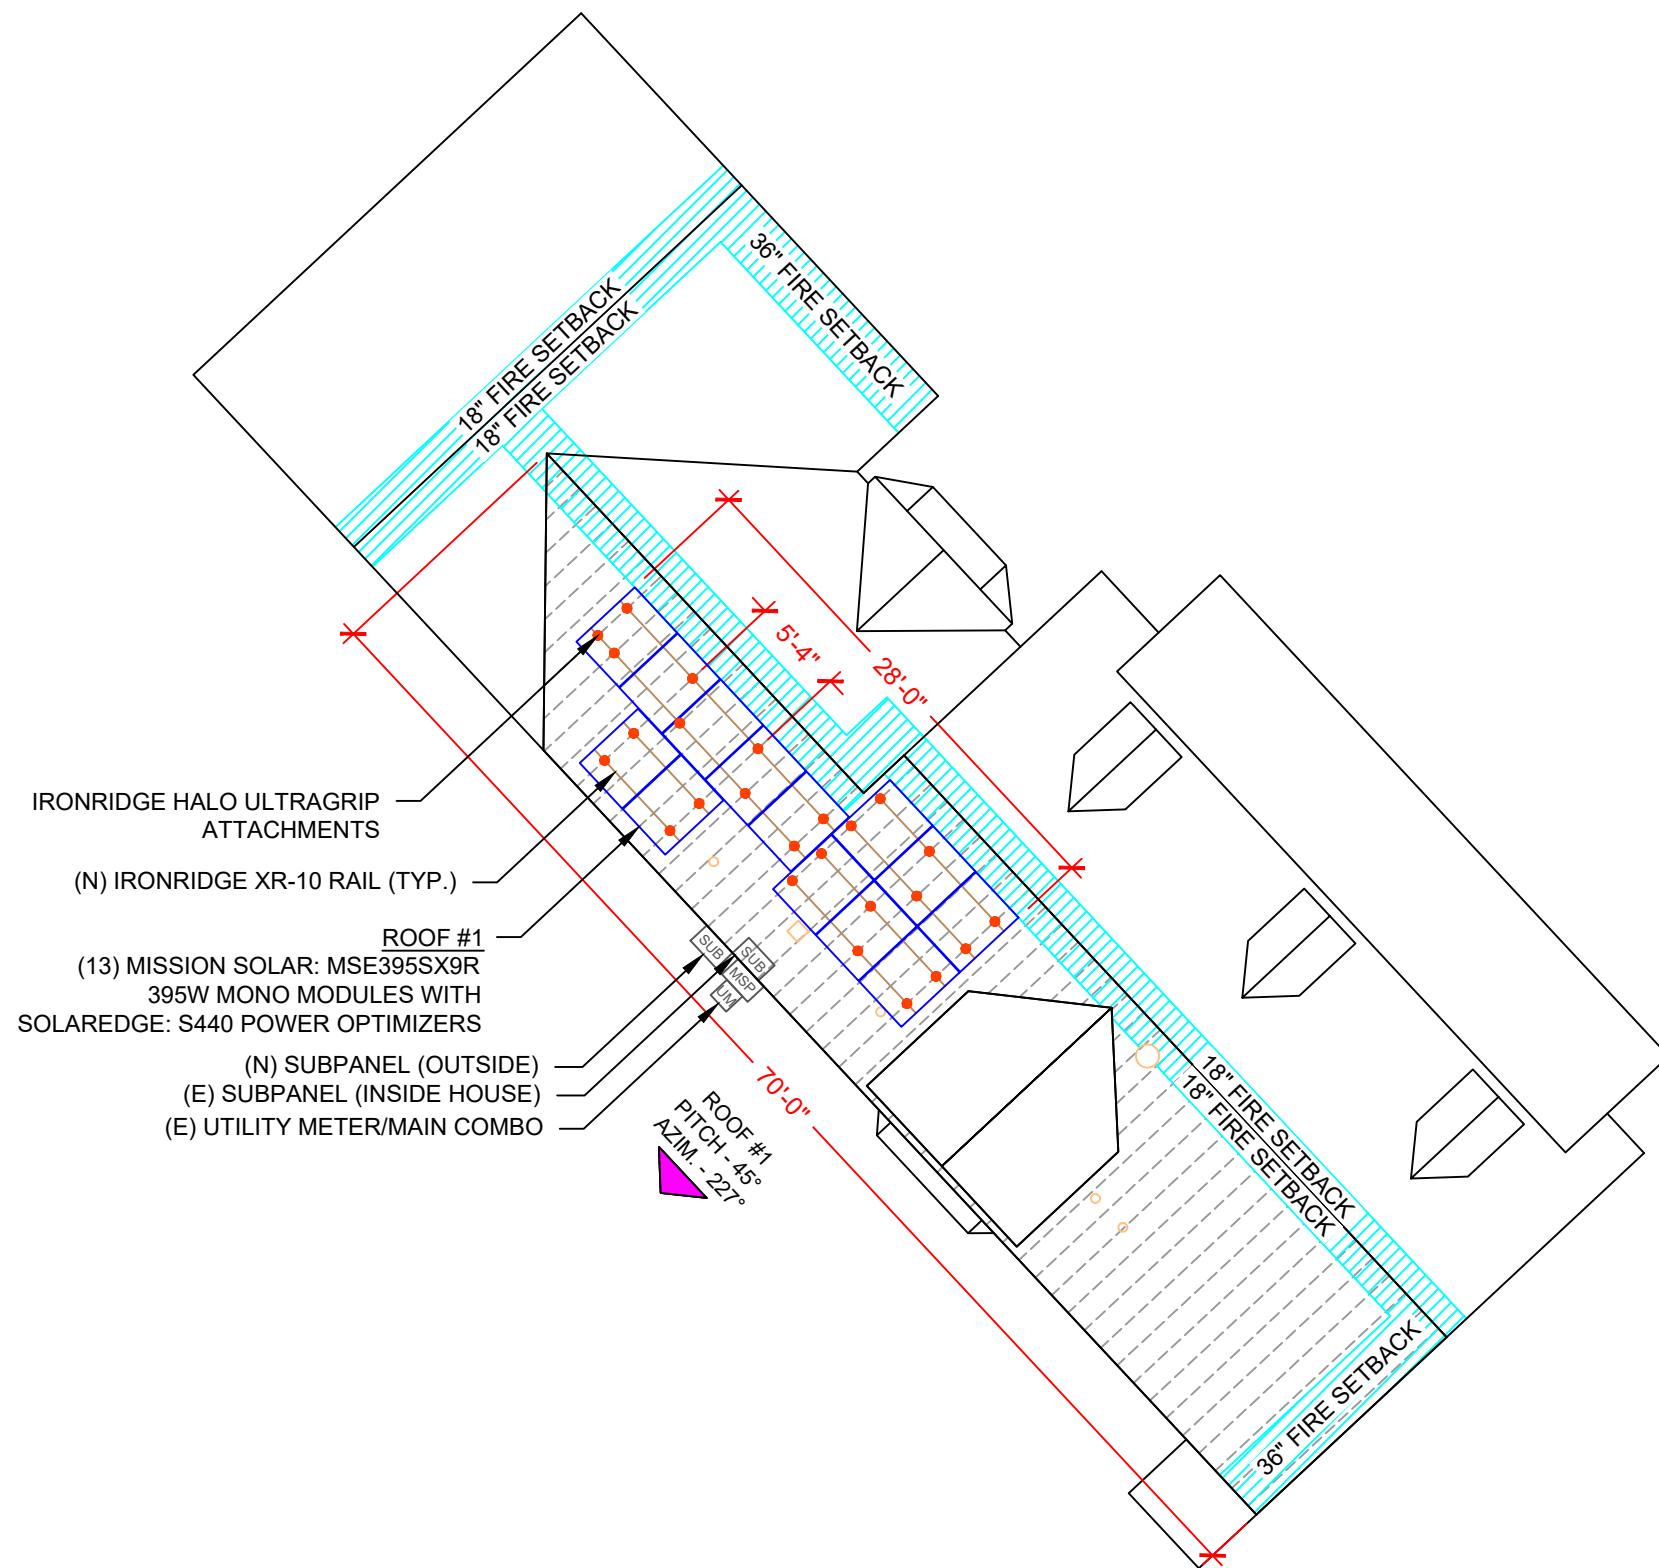 36" FIRE SETBACK
18" FIRE SETBACK
18" FIRE SETBACK
5'-4"
28'-0"
IRONRIDGE HALO ULTRAGRIP
ATTACHMENTS
(N) IRONRIDGE XR-10 RAIL (TYP.)
ROOF #1
(13) MISSION SOLAR: MSE395SX9R
395W MONO MODULES WITH
SOLAREDGE: S440 POWER OPTIMIZERS
(N) SUBPANEL (OUTSIDE)
(E) SUBPANEL (INSIDE HOUSE)
(E) UTILITY METER/MAIN COMBO
SUB
SUB
MSP
UM
70'-0"
ROOF #1
PITCH - 45°
AZIM. - 227°
18" FIRE SETBACK
18" FIRE SETBACK
36" FIRE SETBACK